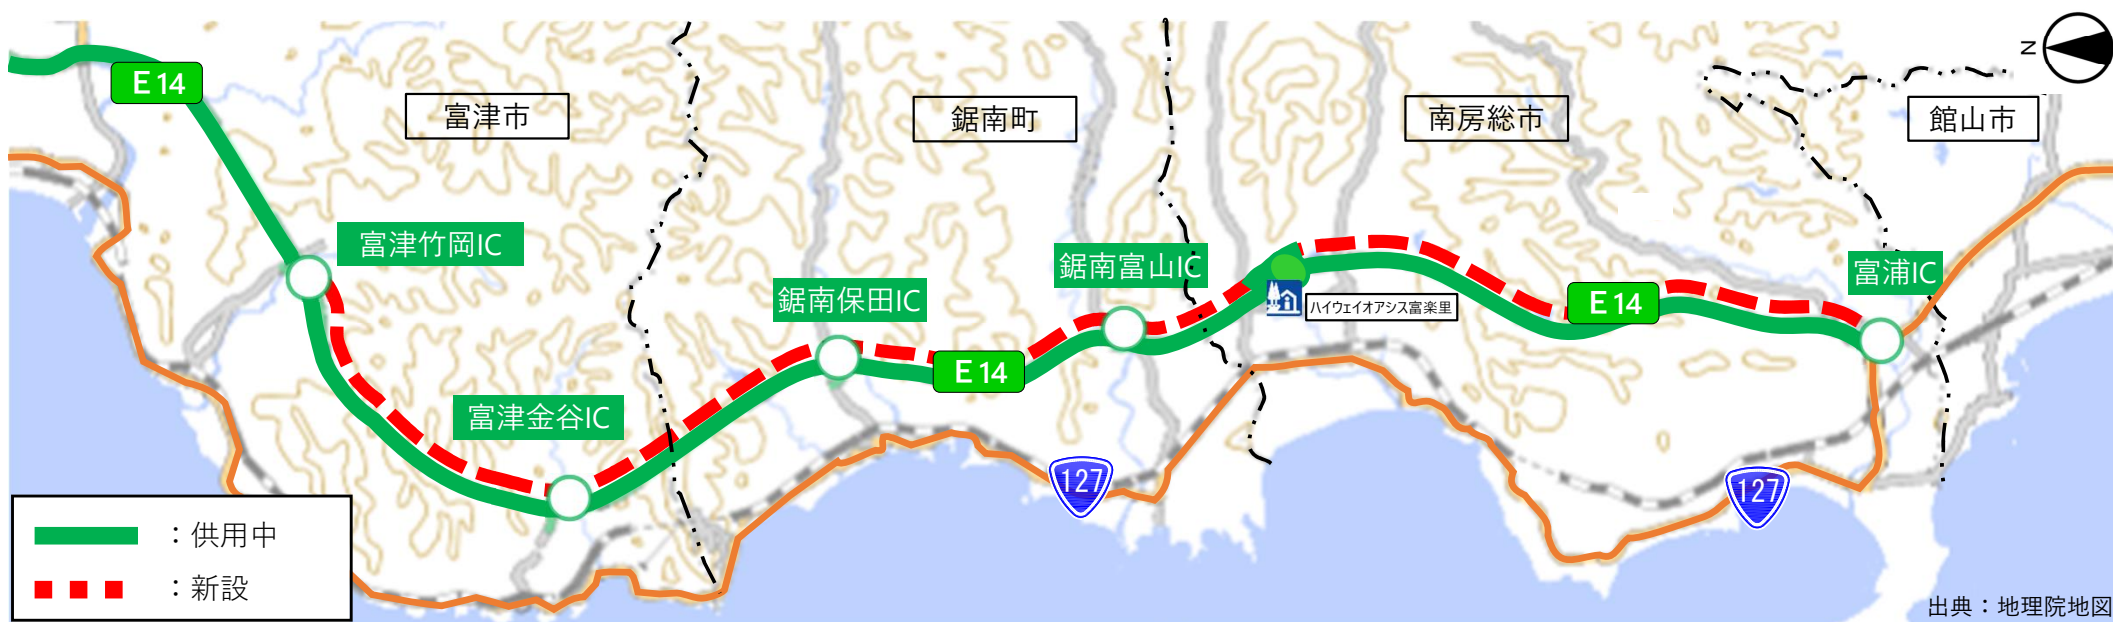 N
E14
富津市
鋸南町
南房総市
館山市
富津竹岡IC
鋸南富山IC
富浦IC
鋸南保田IC
ハイウェイオアシス富楽里
E14
E14
富津金谷IC
127
127
：供用中
：新設
出典：地理院地図